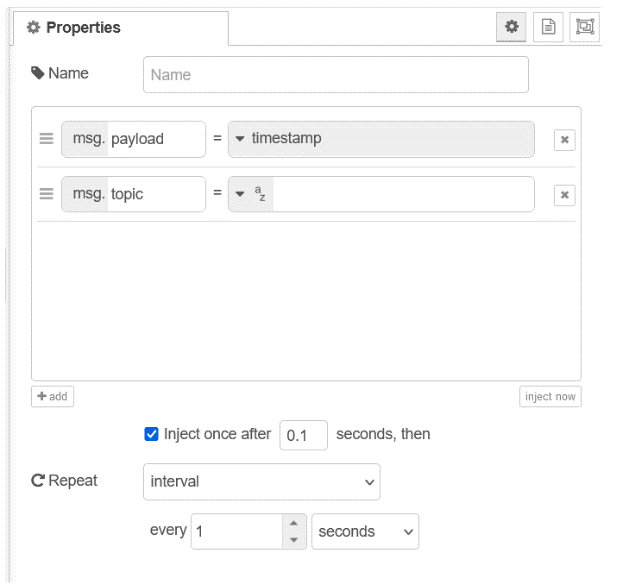 Properties
Name Name
msg. payload = timestamp
msg. topic = az
+ add inject now
Inject once after 0.1 seconds, then
Repeat interval
every 1 seconds